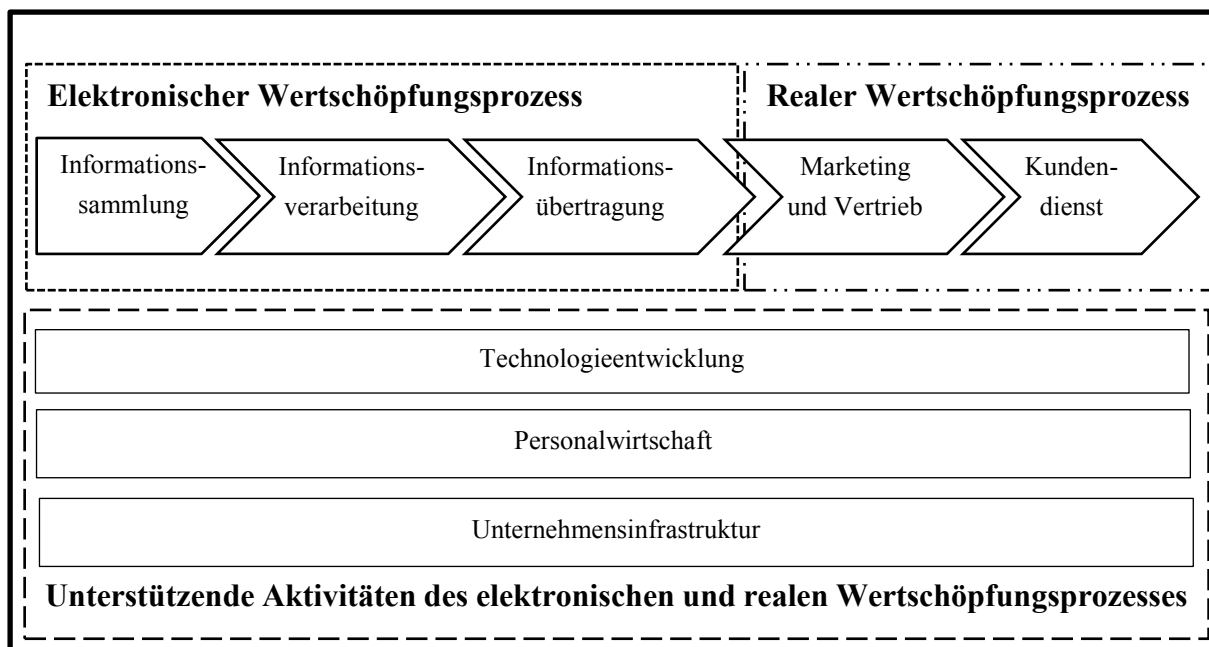 Elektronischer Wertschöpfungsprozess
Realer Wertschöpfungsprozess
Informations-
sammlung
Informations-
verarbeitung
Informations-
übertragung
Marketing
und Vertrieb
Kunden-
dienst
Technologieentwicklung
Personalwirtschaft
Unternehmensinfrastruktur
Unterstützende Aktivitäten des elektronischen und realen Wertschöpfungsprozesses